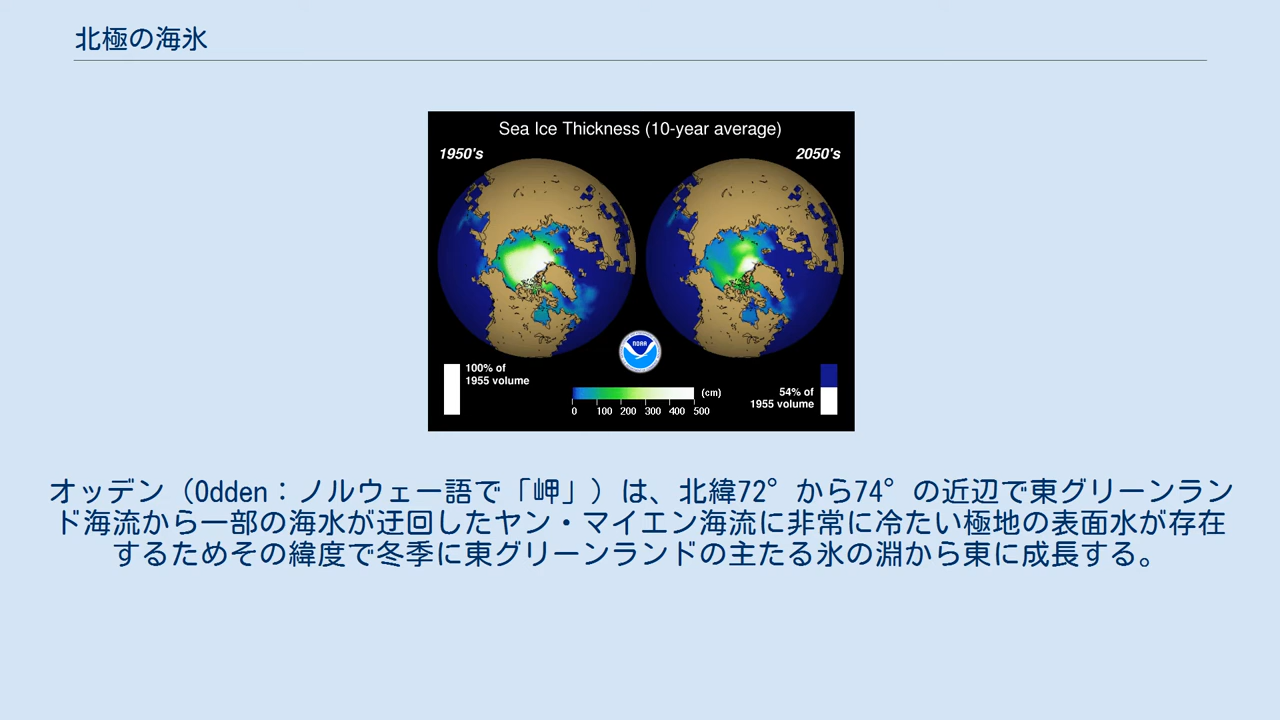 北極の海氷
Sea Ice Thickness (10-year average)
1950's
2050's
NOAA
100% of
1955 volume
(cm)
0 100 200 300 400 500
54% of
1955 volume
オッデン（Odden：ノルウェー語で「岬」）は、北緯72°から74°の近辺で東グリーンラン
ド海流から一部の海水が迂回したヤン・マイエン海流に非常に冷たい極地の表面水が存在
するためその緯度で冬季に東グリーンランドの主たる氷の淵から東に成長する。